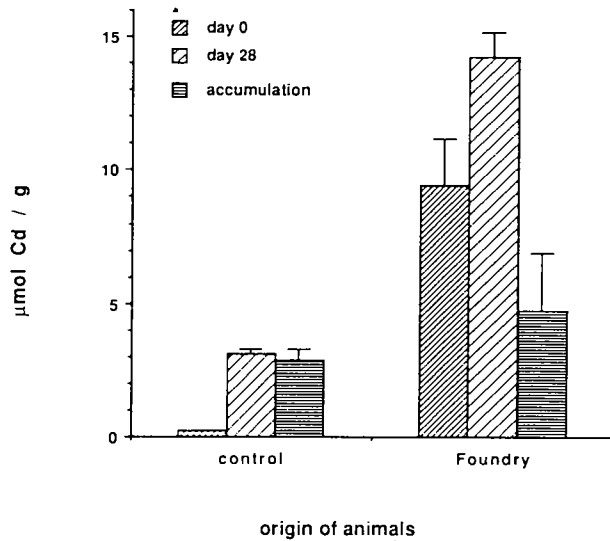 15
10
5
0
µmol Cd / g
day 0
day 28
accumulation
control
Foundry
origin of animals